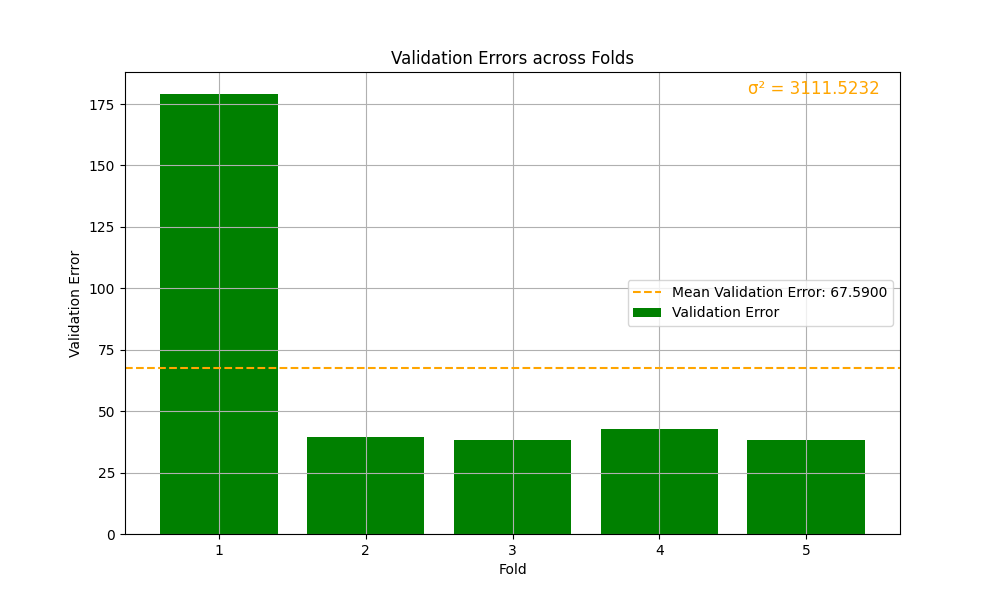 Validation Errors across Folds
σ² = 3111.5232
175
150
125
100
75
50
25
0
Validation Error
Mean Validation Error: 67.5900
Validation Error
1 2 3 4 5
Fold